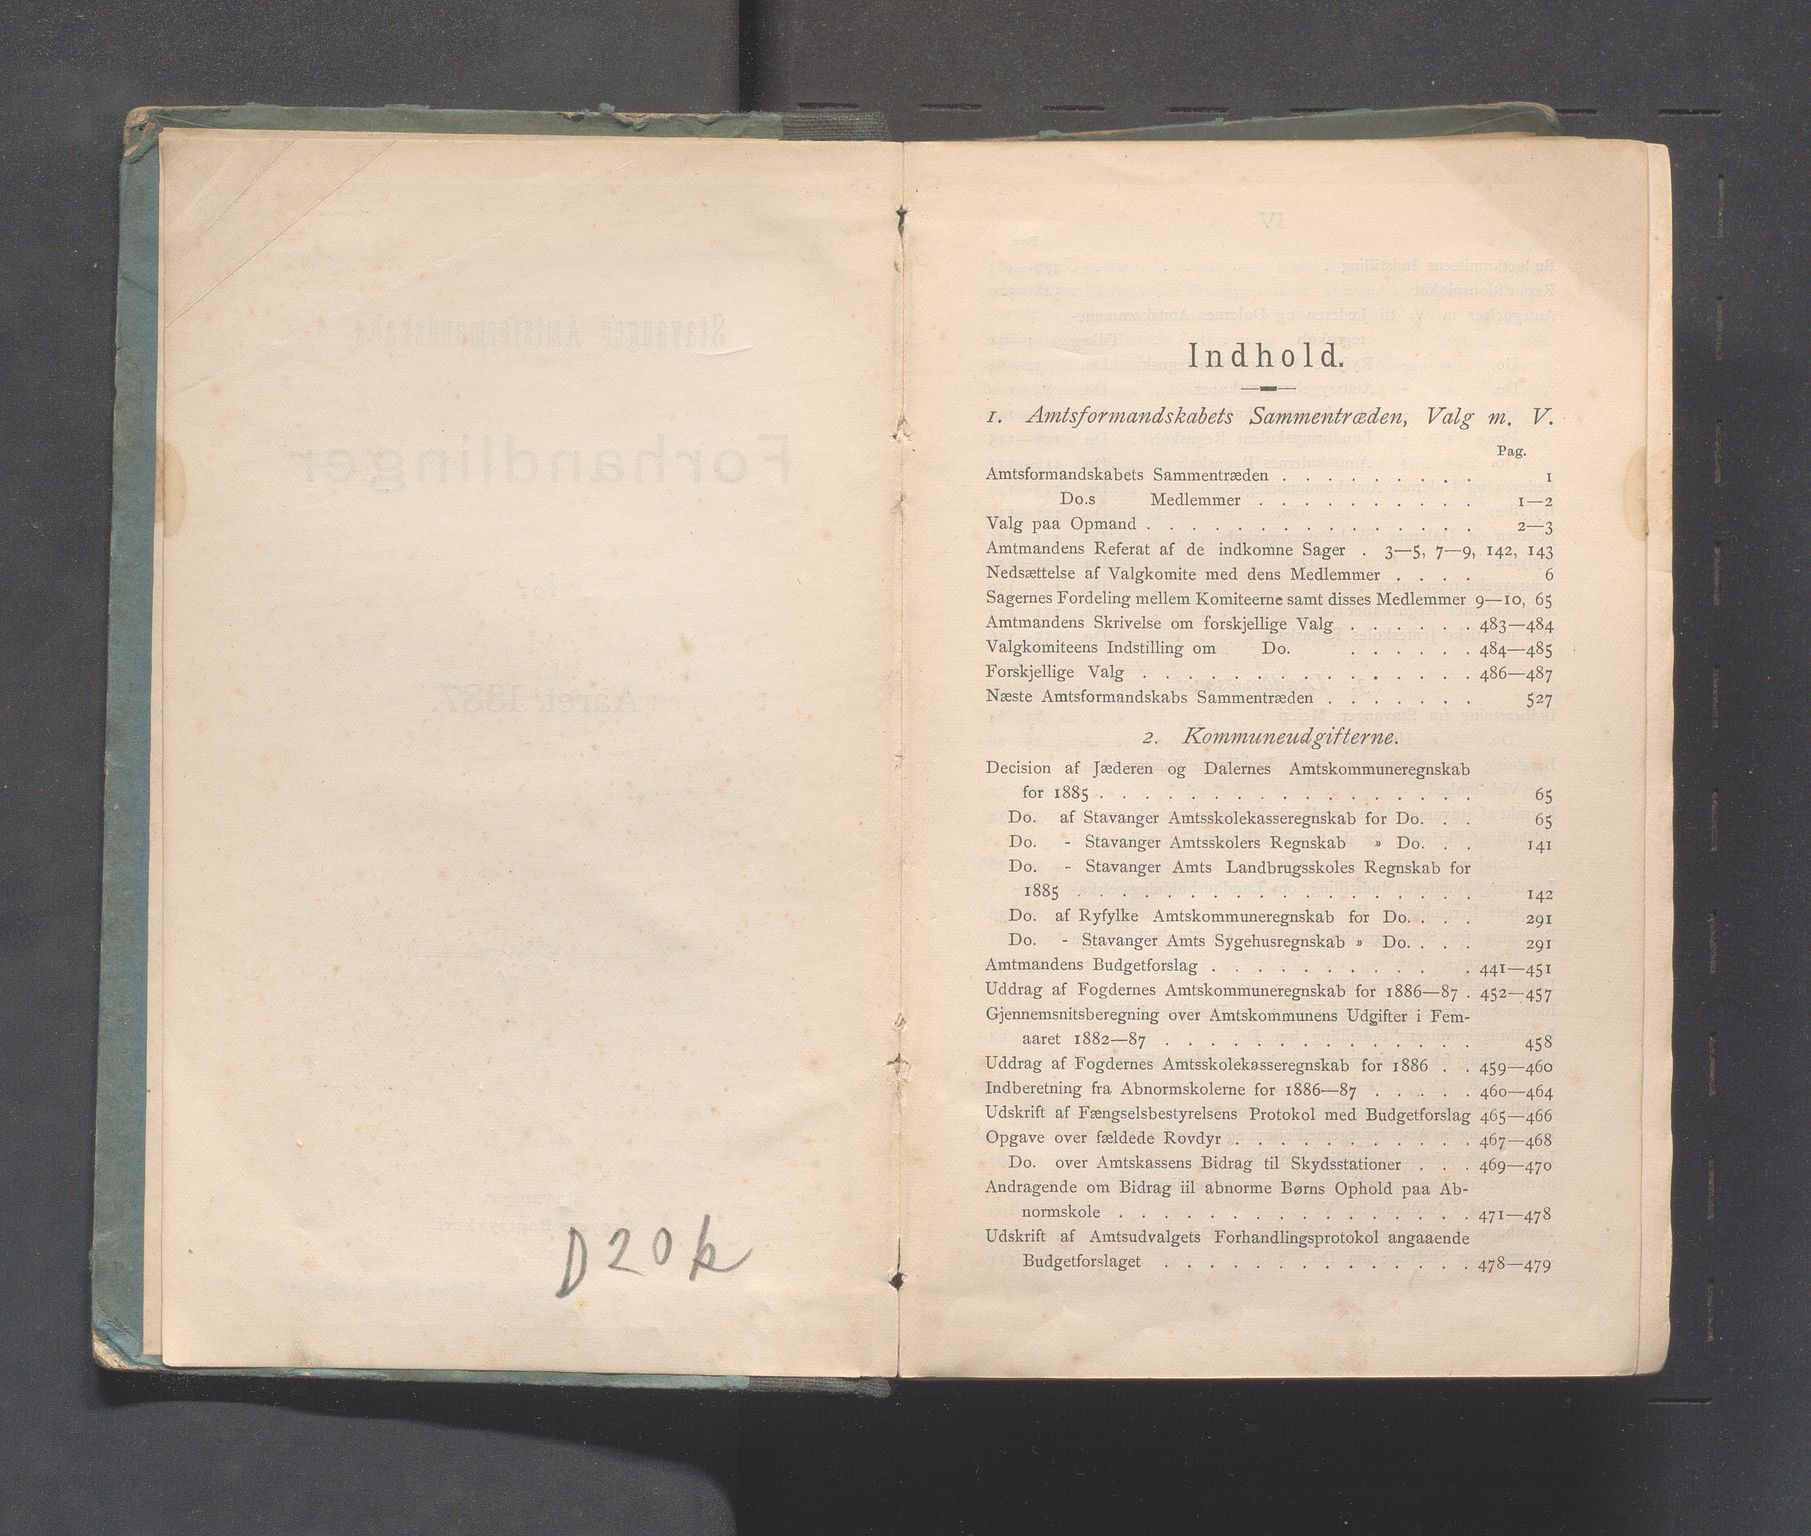 D 20 k
Indhold.
1. Amtsformandskabets Sammentræden, Valg m. V.
Pag.
Amtsformandskabets Sammentræden . . . . . . . . . 1
Do.s Medlemmer . . . . . . . . . . 1—2
Valg paa Opmand . . . . . . . . . . . . . . . 2—3
Amtmandens Referat af de indkomne Sager . 3—5, 7—9, 142, 143
Nedsættelse af Valgkomite med dens Medlemmer . . . . 6
Sagernes Fordeling mellem Komiteerne samt disses Medlemmer 9—10, 65
Amtmandens Skrivelse om forskjellige Valg . . . . . . 483—484
Valgkomiteens Indstilling om Do. . . . . . . 484—485
Forskjellige Valg . . . . . . . . . . . . . . . 486—487
Næste Amtsformandskabs Sammentræden . . . . . . . 527
2. Kommuneudgifterne.
Decision af Jæderen og Dalernes Amtskommuneregnskab
for 1885 . . . . . . . . . . . . . . . . . 65
Do. af Stavanger Amtsskolekasseregnskab for Do. . . 65
Do. - Stavanger Amtsskolers Regnskab » Do. . . 141
Do. - Stavanger Amts Landbrugsskoles Regnskab for
1885 . . . . . . . . . . . . . . . . . . 142
Do. af Ryfylke Amtskommuneregnskab for Do. . . . 291
Do. - Stavanger Amts Sygehusregnskab » Do. . . . 291
Amtmandens Budgetforslag . . . . . . . . . . . . 441—451
Uddrag af Fogdernes Amtskommuneregnskab for 1886—87 . 452—457
Gjennemsnitsberegning over Amtskommunens Udgifter i Fem-
aaret 1882—87 . . . . . . . . . . . . . . 458
Uddrag af Fogdernes Amtsskolekasseregnskab for 1886 . . 459—460
Indberetning fra Abnormskolerne for 1886—87 . . . . . 460—464
Udskrift af Fængselsbestyrelsens Protokol med Budgetforslag 465—466
Opgave over fældede Rovdyr . . . . . . . . . . . 467—468
Do. over Amtskassens Bidrag til Skydsstationer . . . 469—470
Andragende om Bidrag iil abnorme Børns Ophold paa Ab-
normskole . . . . . . . . . . . . . . . . 471—478
Udskrift af Amtsudvalgets Forhandlingsprotokol angaaende
Budgetforslaget . . . . . . . . . . . . . . 478—479